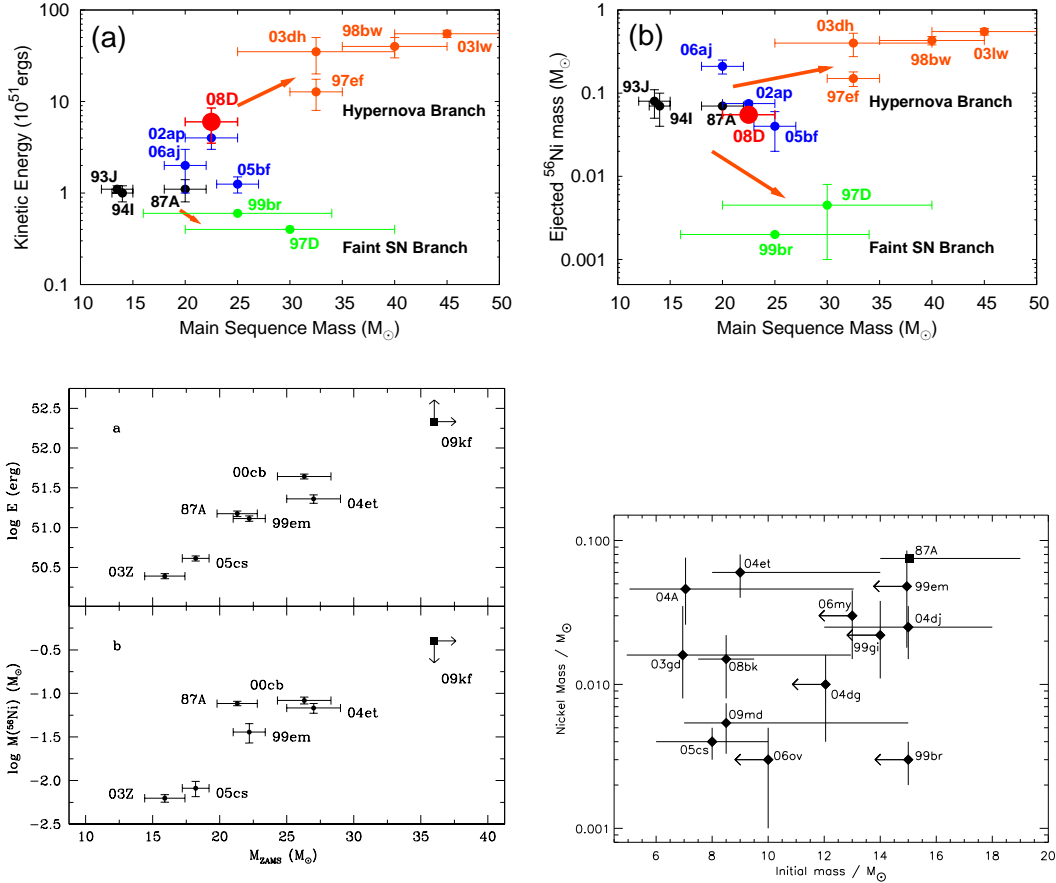 (a)
Kinetic Energy (10^51 ergs)
100
10
1
0.1
98bw
03dh
03lw
97ef
08D
Hypernova Branch
02ap
06aj
93J
05bf
94I
87A
99br
97D
Faint SN Branch
10 15 20 25 30 35 40 45 50
Main Sequence Mass (M☉)
(b)
Ejected ^56Ni mass (M☉)
1
0.1
0.01
0.001
03dh
06aj
98bw
03lw
93J
02ap
97ef
94I
87A
Hypernova Branch
08D
05bf
97D
99br
Faint SN Branch
10 15 20 25 30 35 40 45 50
Main Sequence Mass (M☉)
a
log E (erg)
52.5
52.0
51.5
51.0
50.5
09kf
00cb
04et
87A
99em
05cs
03Z
b
log M(^56Ni) (M☉)
-0.5
-1.0
-1.5
-2.0
-2.5
09kf
00cb
87A
04et
99em
03Z
05cs
10 15 20 25 30 35 40
M_ZAMS (M☉)
Nickel Mass / M☉
0.100
0.010
0.001
87A
04et
99em
04A
06my
04dj
99gi
03gd
08bk
04dg
09md
05cs
06ov
99br
6 8 10 12 14 16 18 20
Initial mass / M☉